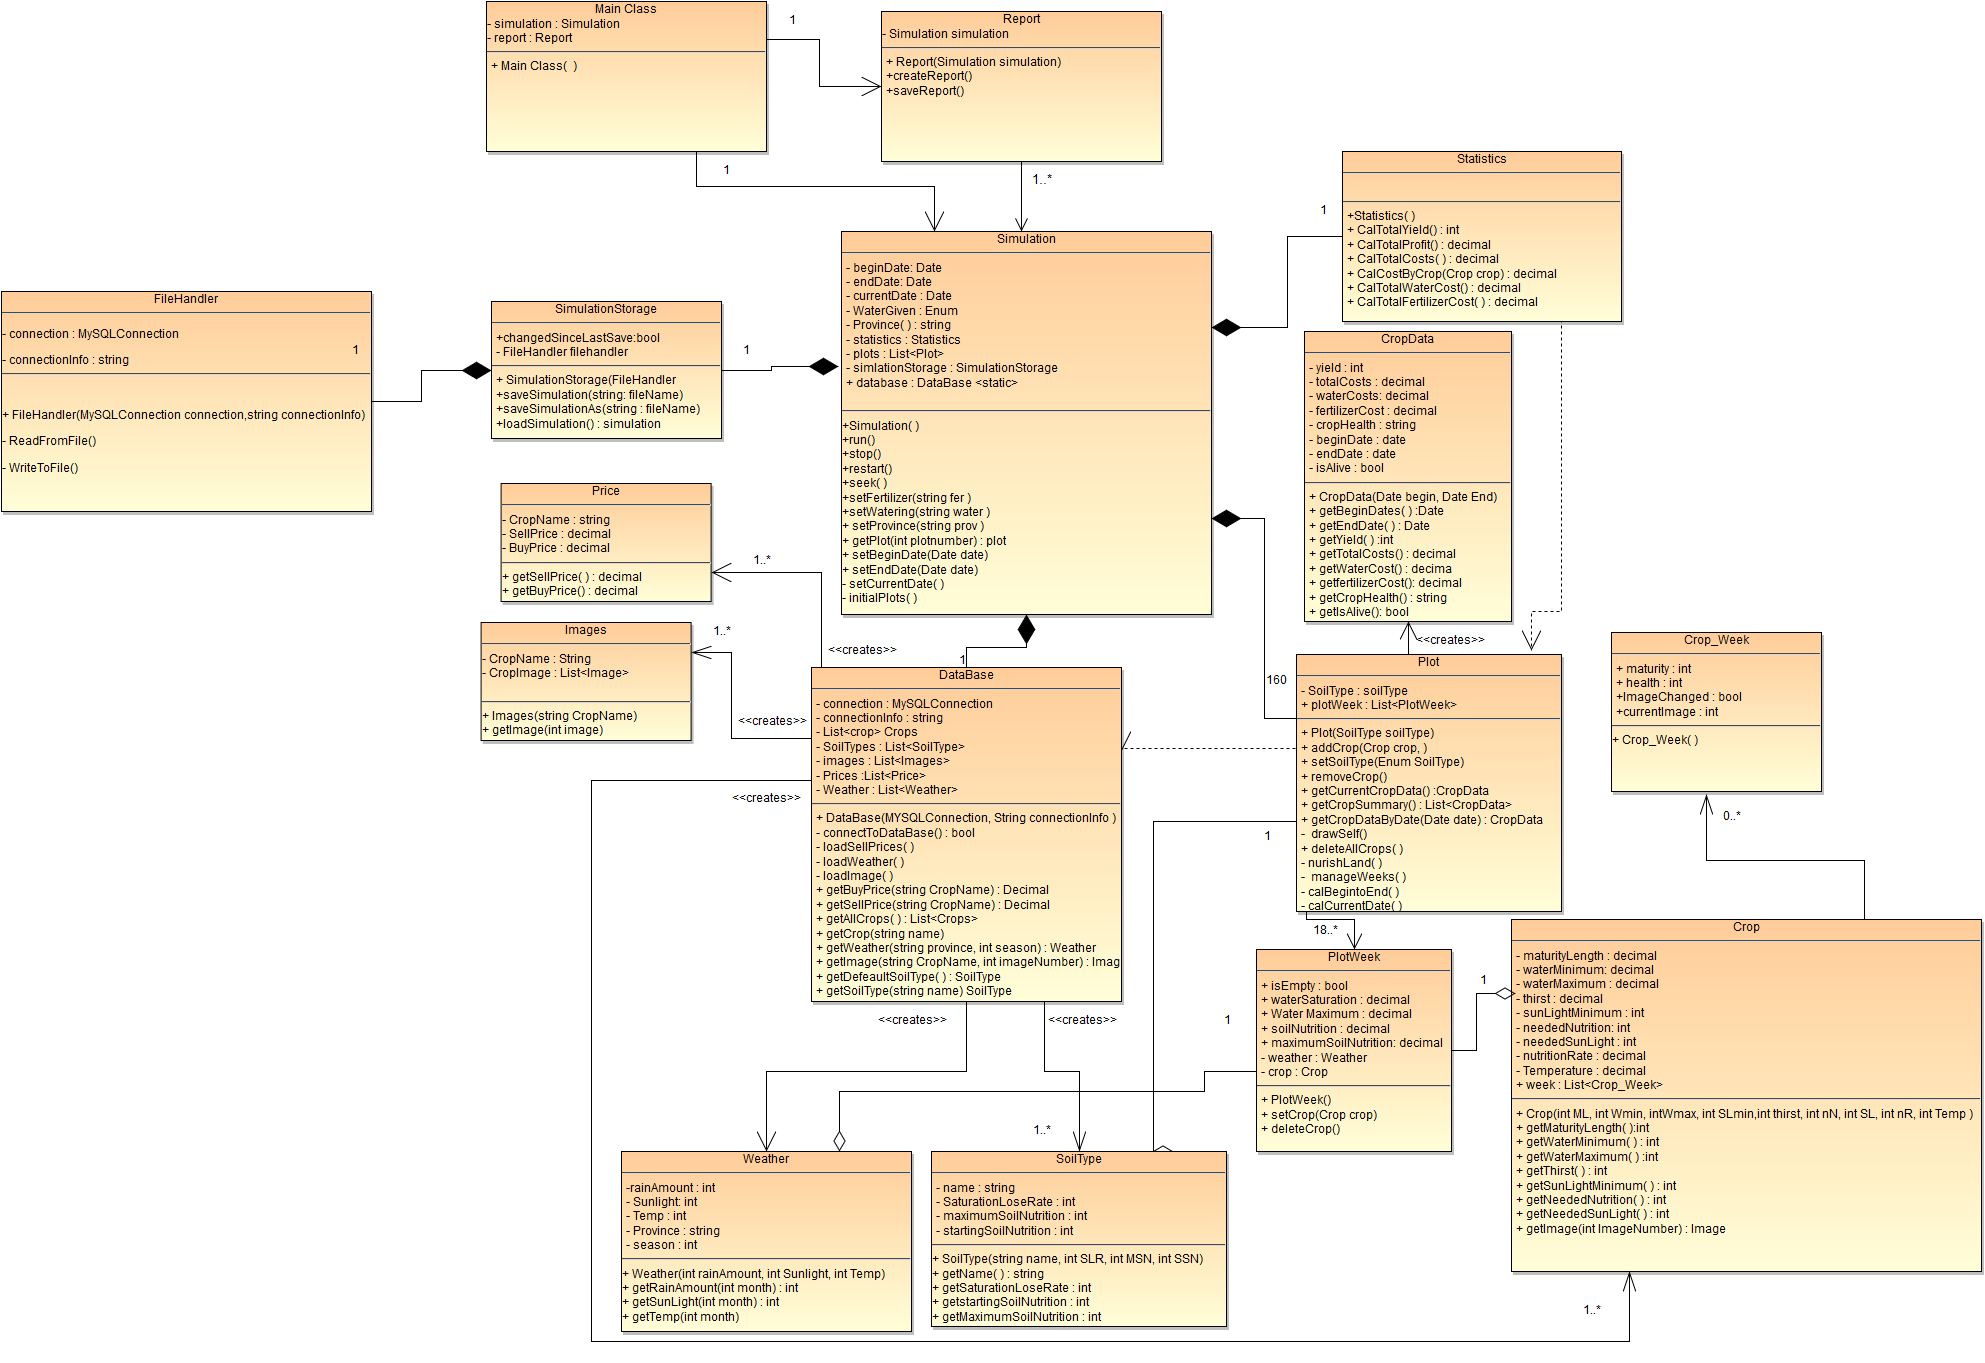 Main Class
- simulation : Simulation
- report : Report
+ Main Class(  )
1
Report
- Simulation simulation
+ Report(Simulation simulation)
+createReport()
+saveReport()
1
1..*
Statistics
+Statistics( )
+ CalTotalYield() : int
+ CalTotalProfit() : decimal
+ CalTotalCosts( ) : decimal
+ CalCostByCrop(Crop crop) : decimal
+ CalTotalWaterCost() : decimal
+ CalTotalFertilizerCost( ) : decimal
1
Simulation
- beginDate: Date
- endDate: Date
- currentDate : Date
- WaterGiven : Enum
- Province( ) : string
- statistics : Statistics
- plots : List<Plot>
- simlationStorage : SimulationStorage
+ database : DataBase <static>
+Simulation( )
+run()
+stop()
+restart()
+seek( )
+setFertilizer(string fer )
+setWatering(string water )
+ setProvince(string prov )
+ getPlot(int plotnumber) : plot
+ setBeginDate(Date date)
+ setEndDate(Date date)
- setCurrentDate( )
- initialPlots( )
FileHandler
- connection : MySQLConnection
- connectionInfo : string
1
+ FileHandler(MySQLConnection connection,string connectionInfo)
- ReadFromFile()
- WriteToFile()
SimulationStorage
+changedSinceLastSave:bool
- FileHandler filehandler
+ SimulationStorage(FileHandler
+saveSimulation(string: fileName)
+saveSimulationAs(string : fileName)
+loadSimulation() : simulation
1
CropData
- yield : int
- totalCosts : decimal
- waterCosts: decimal
- fertilizerCost : decimal
- cropHealth : string
- beginDate : date
- endDate : date
- isAlive : bool
+ CropData(Date begin, Date End)
+ getBeginDates( ) :Date
+ getEndDate( ) : Date
+ getYield( ) :int
+ getTotalCosts() : decimal
+ getWaterCost() : decima
+ getfertilizerCost(): decimal
+ getCropHealth() : string
+ getIsAlive(): bool
Price
- CropName : string
- SellPrice : decimal
- BuyPrice : decimal
+ getSellPrice( ) : decimal
+ getBuyPrice() : decimal
1..*
Images
- CropName : String
- CropImage : List<Image>
+ Images(string CropName)
+ getImage(int image)
1..*
<<creates>>
<<creates>>
<<creates>>
1
DataBase
- connection : MySQLConnection
- connectionInfo : string
- List<crop> Crops
- SoilTypes : List<SoilType>
- images : List<Images>
- Prices :List<Price>
- Weather : List<Weather>
+ DataBase(MYSQLConnection, String connectionInfo )
- connectToDataBase() : bool
- loadSellPrices( )
- loadWeather( )
- loadImage( )
+ getBuyPrice(string CropName) : Decimal
+ getSellPrice(string CropName) : Decimal
+ getAllCrops( ) : List<Crops>
+ getCrop(string name)
+ getWeather(string province, int season) : Weather
+ getImage(string CropName, int imageNumber) : Imag
+ getDefeaultSoilType( ) : SoilType
+ getSoilType(string name) SoilType
<<creates>>
<<creates>>
<<creates>>
160
Plot
- SoilType : soilType
+ plotWeek : List<PlotWeek>
+ Plot(SoilType soilType)
+ addCrop(Crop crop, )
+ setSoilType(Enum SoilType)
+ removeCrop()
+ getCurrentCropData() :CropData
+ getCropSummary() : List<CropData>
+ getCropDataByDate(Date date) : CropData
-  drawSelf()
+ deleteAllCrops( )
- nurishLand( )
-  manageWeeks( )
- calBegintoEnd( )
- calCurrentDate( )
1
18..*
Crop_Week
+ maturity : int
+ health : int
+ImageChanged : bool
+currentImage : int
+ Crop_Week( )
0..*
PlotWeek
+ isEmpty : bool
+ waterSaturation : decimal
+ Water Maximum : decimal
+ soilNutrition : decimal
+ maximumSoilNutrition: decimal
- weather : Weather
- crop : Crop
+ PlotWeek()
+ setCrop(Crop crop)
+ deleteCrop()
1
1
Crop
- maturityLength : decimal
- waterMinimum: decimal
- waterMaximum : decimal
- thirst : decimal
- sunLightMinimum : int
- neededNutrition: int
- neededSunLight : int
- nutritionRate : decimal
- Temperature : decimal
+ week : List<Crop_Week>
+ Crop(int ML, int Wmin, intWmax, int SLmin,int thirst, int nN, int SL, int nR, int Temp )
+ getMaturityLength( ):int
+ getWaterMinimum( ) : int
+ getWaterMaximum( ) :int
+ getThirst( ) : int
+ getSunLightMinimum( ) : int
+ getNeededNutrition( ) : int
+ getNeededSunLight( ) : int
+ getImage(int ImageNumber) : Image
1..*
Weather
-rainAmount : int
- Sunlight: int
- Temp : int
- Province : string
- season : int
+ Weather(int rainAmount, int Sunlight, int Temp)
+ getRainAmount(int month) : int
+ getSunLight(int month) : int
+ getTemp(int month)
1..*
SoilType
- name : string
- SaturationLoseRate : int
- maximumSoilNutrition : int
- startingSoilNutrition : int
+ SoilType(string name, int SLR, int MSN, int SSN)
+ getName( ) : string
+ getSaturationLoseRate : int
+ getstartingSoilNutrition : int
+ getMaximumSoilNutrition : int